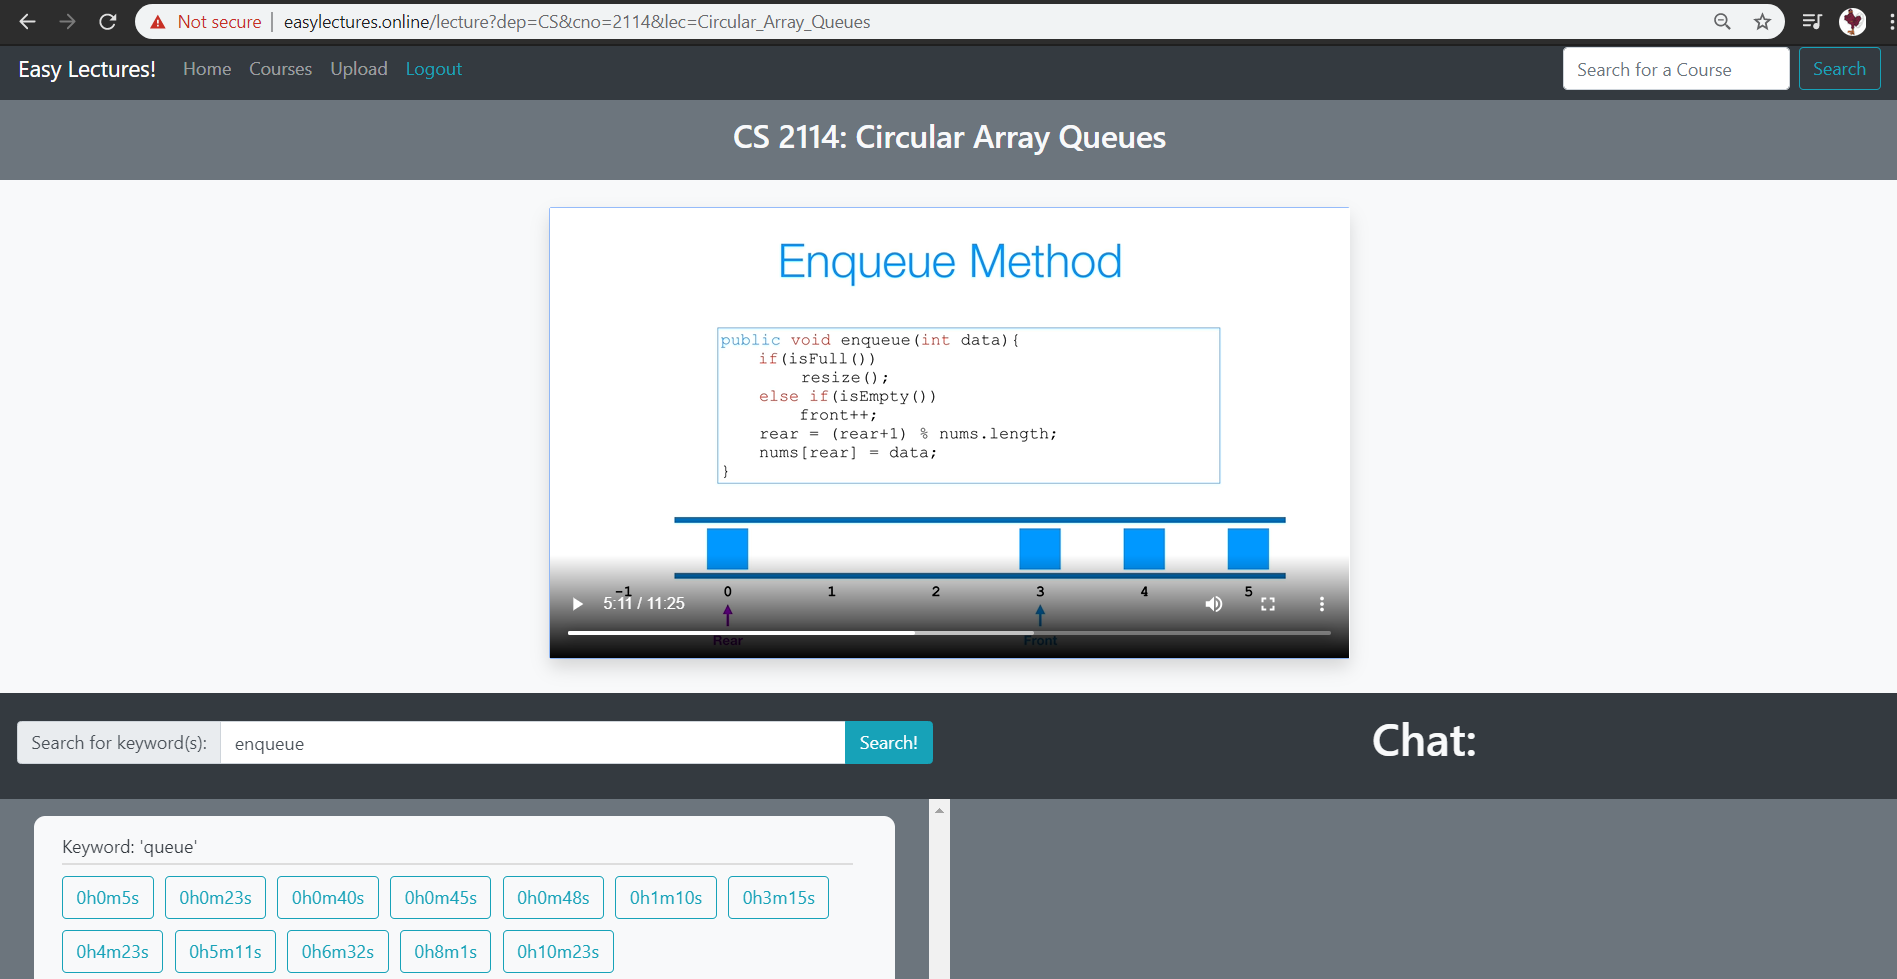 Not secure | easylectures.online/lecture?dep=CS&cno=2114&lec=Circular_Array_Queues
Easy Lectures! Home Courses Upload Logout Search for a Course Search
CS 2114: Circular Array Queues
Enqueue Method
public void enqueue(int data){
if(isFull())
resize();
else if(isEmpty())
front++;
rear = (rear+1) % nums.length;
nums[rear] = data;
}
-1 0 1 2 3 4 5
5:11 / 11:25
Rear Front
Search for keyword(s): enqueue Search!
Chat:
Keyword: 'queue'
0h0m5s 0h0m23s 0h0m40s 0h0m45s 0h0m48s 0h1m10s 0h3m15s
0h4m23s 0h5m11s 0h6m32s 0h8m1s 0h10m23s